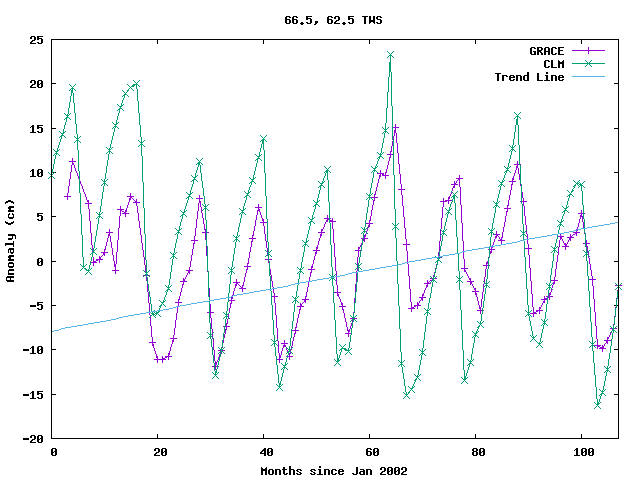 66.5, 62.5 TWS
GRACE
CLM
Trend Line
Anomaly (cm)
25
20
15
10
5
0
-5
-10
-15
-20
0 20 40 60 80 100
Months since Jan 2002